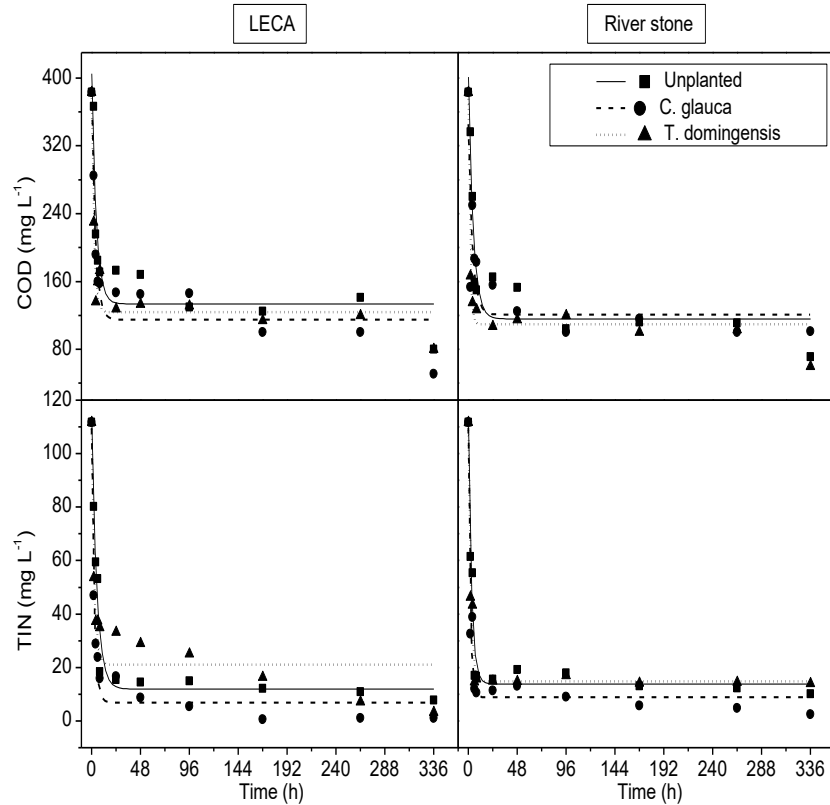 LECA
River stone
Unplanted
C. glauca
T. domingensis
COD (mg L⁻¹)
400
360
240
160
80
120
TIN (mg L⁻¹)
100
80
60
40
20
0
0 48 96 144 192 288 336
0 48 96 144 192 240 288 336
Time (h)
Time (h)